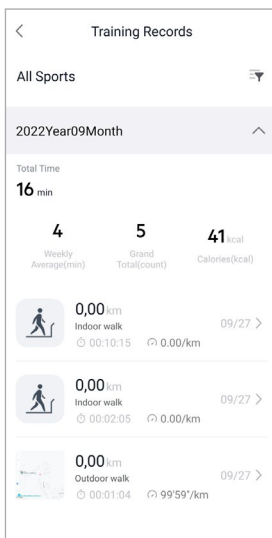 Training Records
All Sports
2022Year09Month
Total Time
16 min
4
Weekly
Average(min)
5
Grand
Total(count)
41 kcal
Calories(kcal)
0,00 km
Indoor walk
00:10:15 0.00/km
09/27
0,00 km
Indoor walk
00:02:05 0.00/km
09/27
0,00 km
Outdoor walk
00:01:04 99'59"/km
09/27